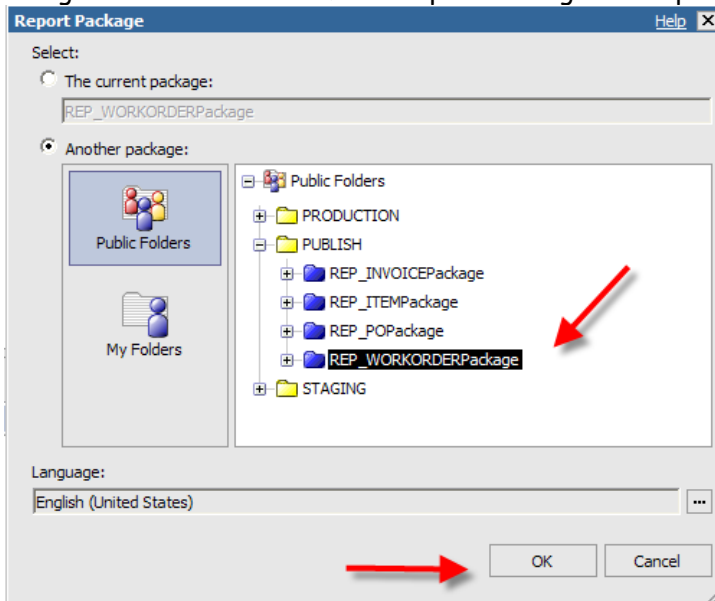 Report Package Help X
Select:
The current package:
REP_WORKORDERPackage
Another package:
Public Folders
My Folders
Public Folders
PRODUCTION
PUBLISH
REP_INVOICEPackage
REP_ITEMPackage
REP_POPackage
REP_WORKORDERPackage
STAGING
Language:
English (United States) ...
OK Cancel